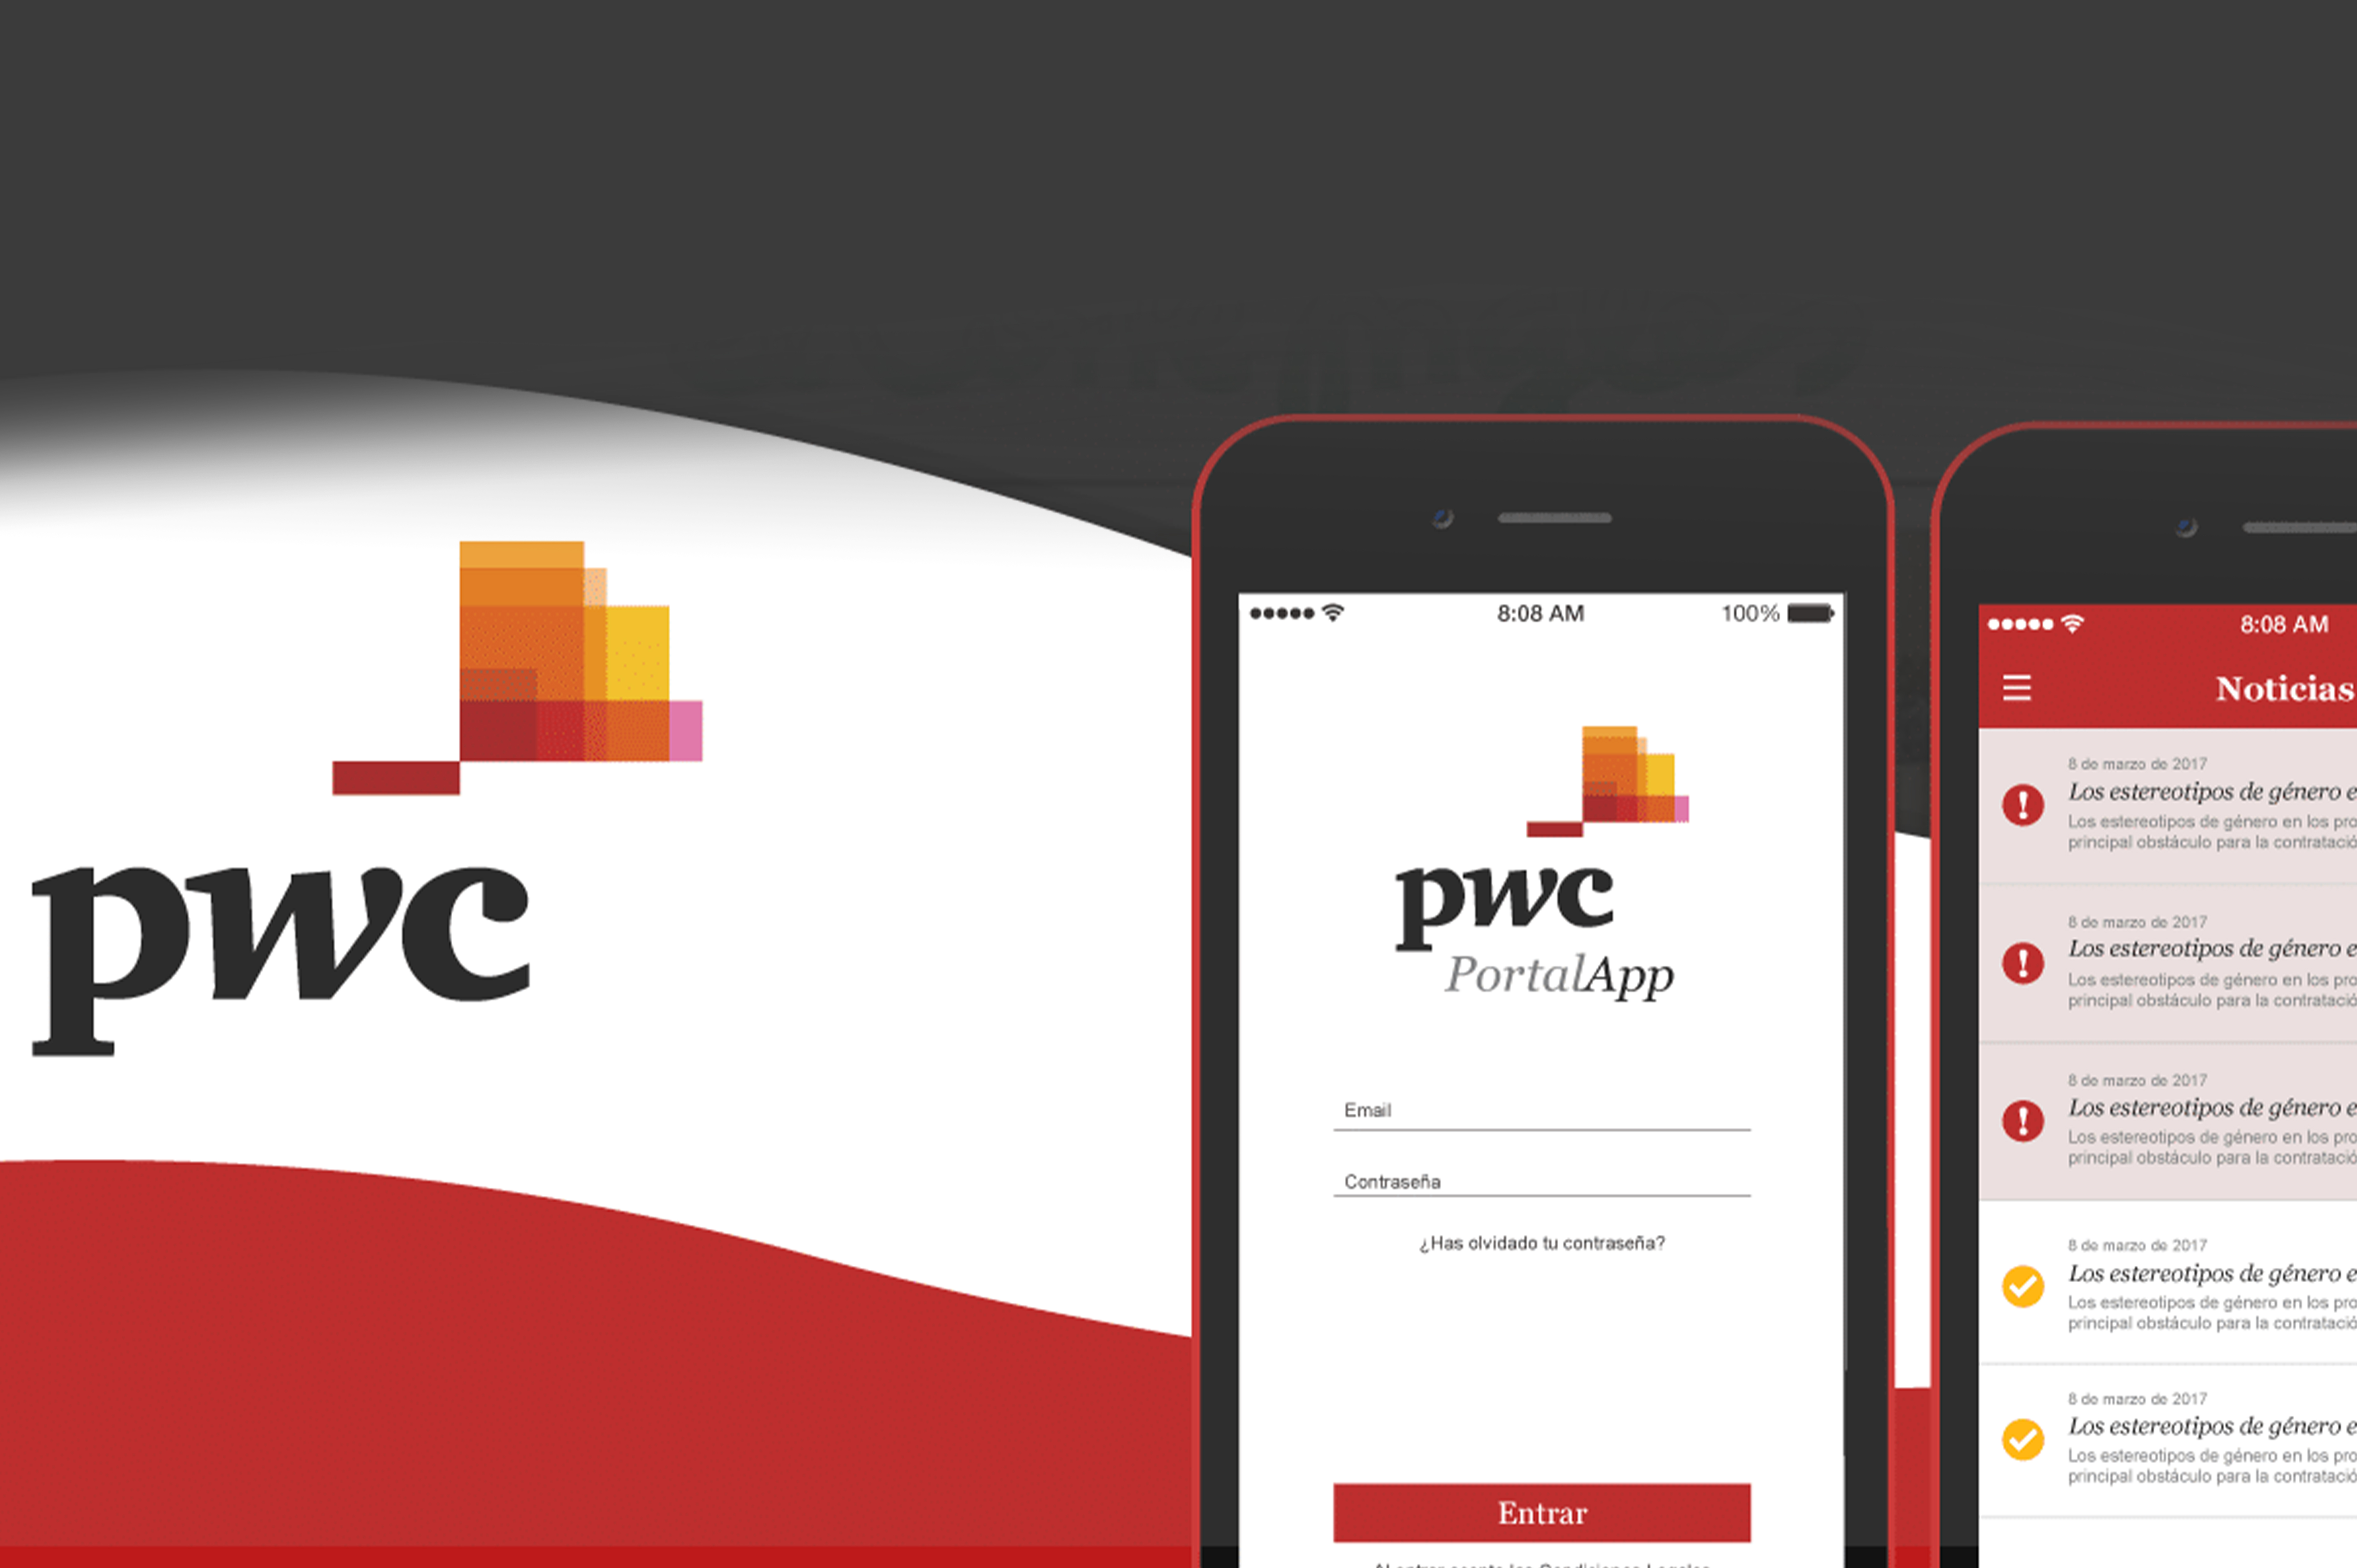 pwc
8:08 AM
100%
pwc
PortalApp
Email
Contraseña
¿Has olvidado tu contraseña?
Entrar
Al entrar acepto las Condiciones Legales
8:08 AM
Noticias
8 de marzo de 2017
Los estereotipos de género e
Los estereotipos de género en los pro
principal obstáculo para la contratació
8 de marzo de 2017
Los estereotipos de género e
Los estereotipos de género en los pro
principal obstáculo para la contratació
8 de marzo de 2017
Los estereotipos de género e
Los estereotipos de género en los pro
principal obstáculo para la contratació
8 de marzo de 2017
Los estereotipos de género e
Los estereotipos de género en los pro
principal obstáculo para la contratació
8 de marzo de 2017
Los estereotipos de género e
Los estereotipos de género en los pro
principal obstáculo para la contratació